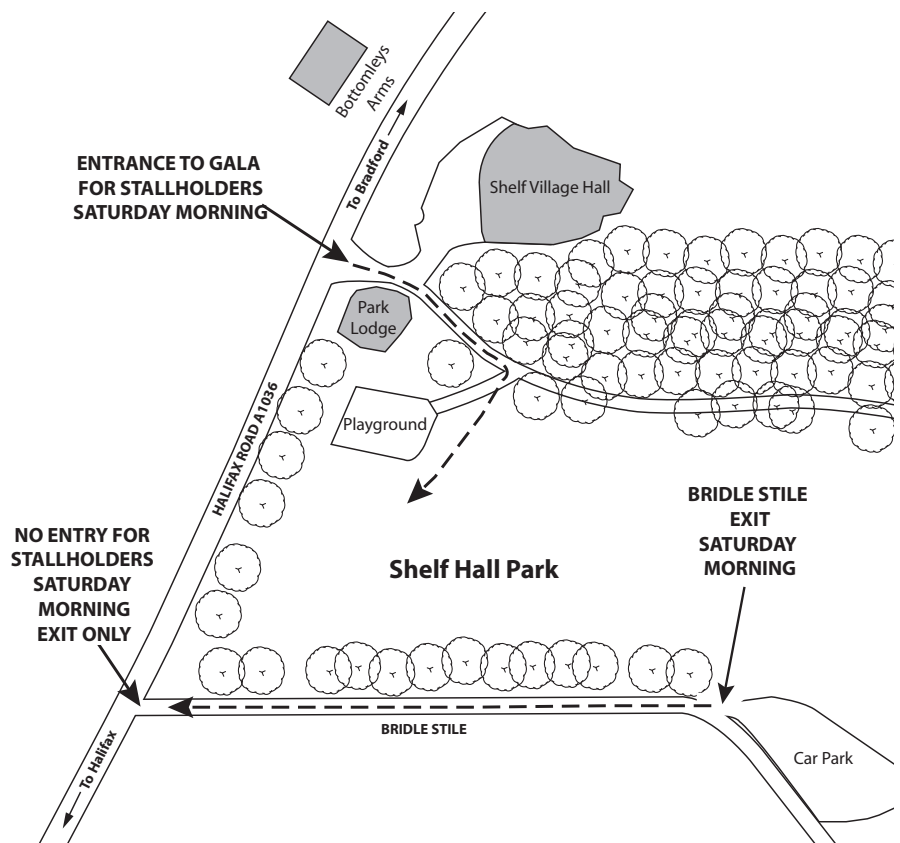 Bottomleys
Arms
To Bradford
ENTRANCE TO GALA
FOR STALLHOLDERS
SATURDAY MORNING
Shelf Village Hall
Park
Lodge
HALIFAX ROAD A1036
Playground
BRIDLE STILE
EXIT
SATURDAY
MORNING
NO ENTRY FOR
STALLHOLDERS
SATURDAY
MORNING
EXIT ONLY
Shelf Hall Park
BRIDLE STILE
To Halifax
Car Park